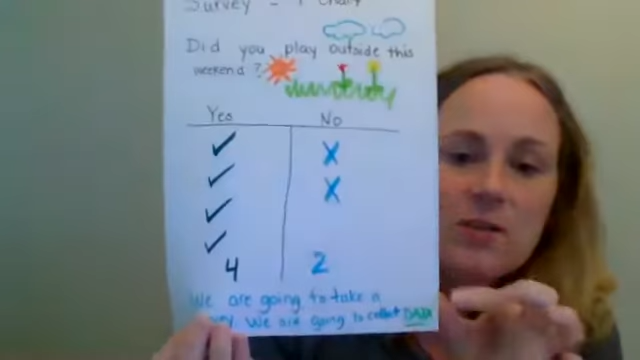 Survey - T Chart
Did you play outside this
weekend?
Yes No
✓ X
✓ X
✓
✓
4 2
We are going to take a
We are going to collect DATA